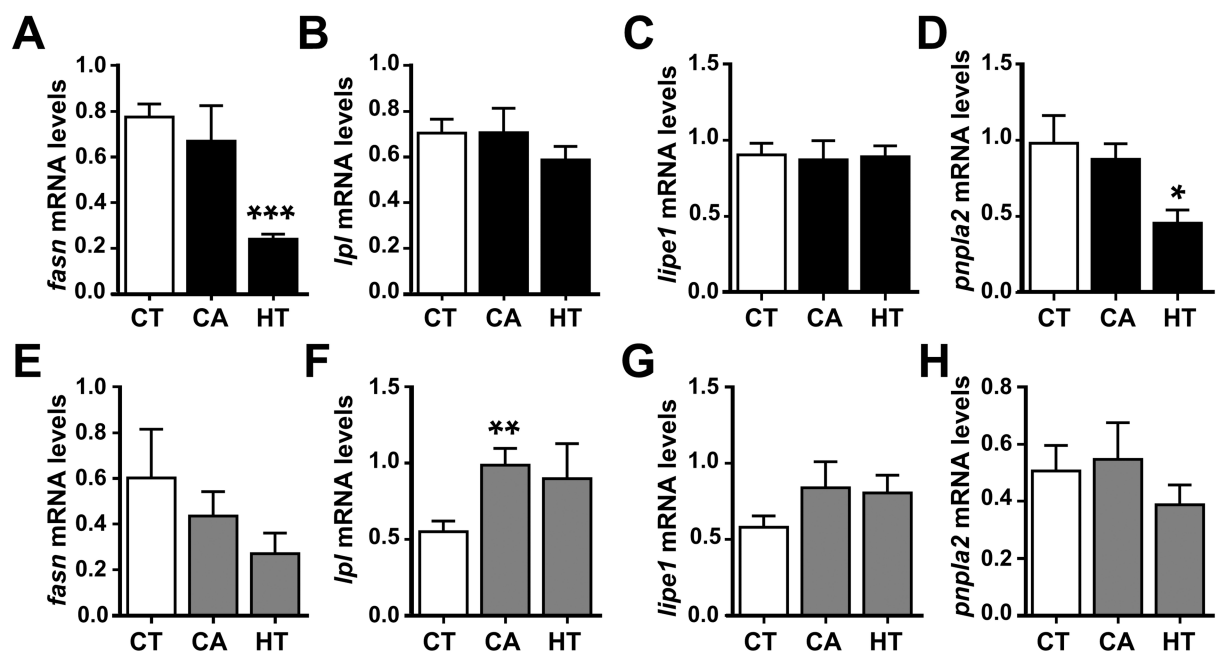 A
fasn mRNA levels
1.0
0.8
0.6
0.4
0.2
0.0
***
CT CA HT
B
lpl mRNA levels
1.0
0.8
0.6
0.4
0.2
0.0
CT CA HT
C
lipe1 mRNA levels
1.5
1.0
0.5
0.0
CT CA HT
D
pnpla2 mRNA levels
1.5
1.0
0.5
0.0
*
CT CA HT
E
fasn mRNA levels
1.0
0.8
0.6
0.4
0.2
0.0
CT CA HT
F
lpl mRNA levels
1.5
1.0
0.5
0.0
**
CT CA HT
G
lipe1 mRNA levels
1.5
1.0
0.5
0.0
CT CA HT
H
pnpla2 mRNA levels
0.8
0.6
0.4
0.2
0.0
CT CA HT